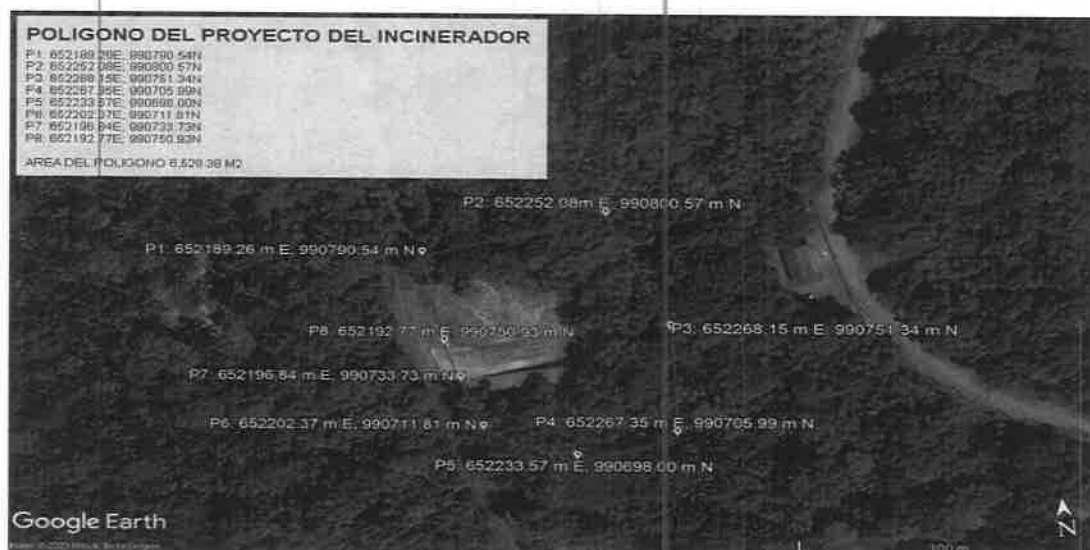 POLIGONO DEL PROYECTO DEL INCINERADOR
P1: 652189.26E; 990790.54N
P2: 652252.08E; 990800.57N
P3: 652268.15E; 990751.34N
P4: 652267.35E; 990705.99N
P5: 652233.57E; 990698.00N
P6: 652202.37E; 990711.81N
P7: 652196.84E; 990733.73N
P8: 652192.77E; 990750.93N
AREA DEL POLIGONO 6,529.38 M2
P2: 652252.08m E, 990800.57 m N
P1: 652189.26 m E, 990790.54 m N
P8: 652192.77 m E, 990750.93 m N
P3: 652268.15 m E, 990751.34 m N
P7: 652196.84 m E, 990733.73 m N
P6: 652202.37 m E, 990711.81 m N
P4: 652267.35 m E, 990705.99 m N
P5: 652233.57 m E, 990698.00 m N
Google Earth
N